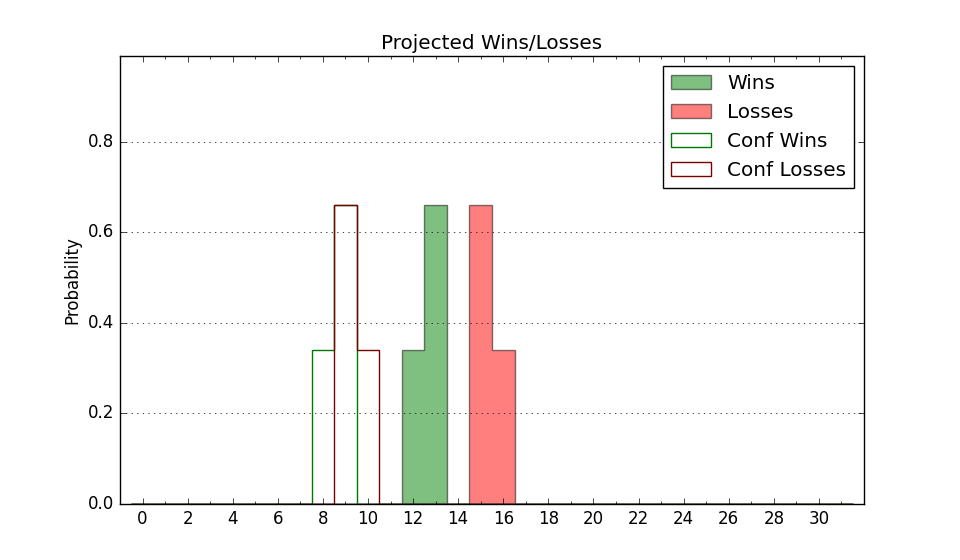 Projected Wins/Losses
Wins
Losses
Conf Wins
Conf Losses
Probability
0.8
0.6
0.4
0.2
0.0
0 2 4 6 8 10 12 14 16 18 20 22 24 26 28 30